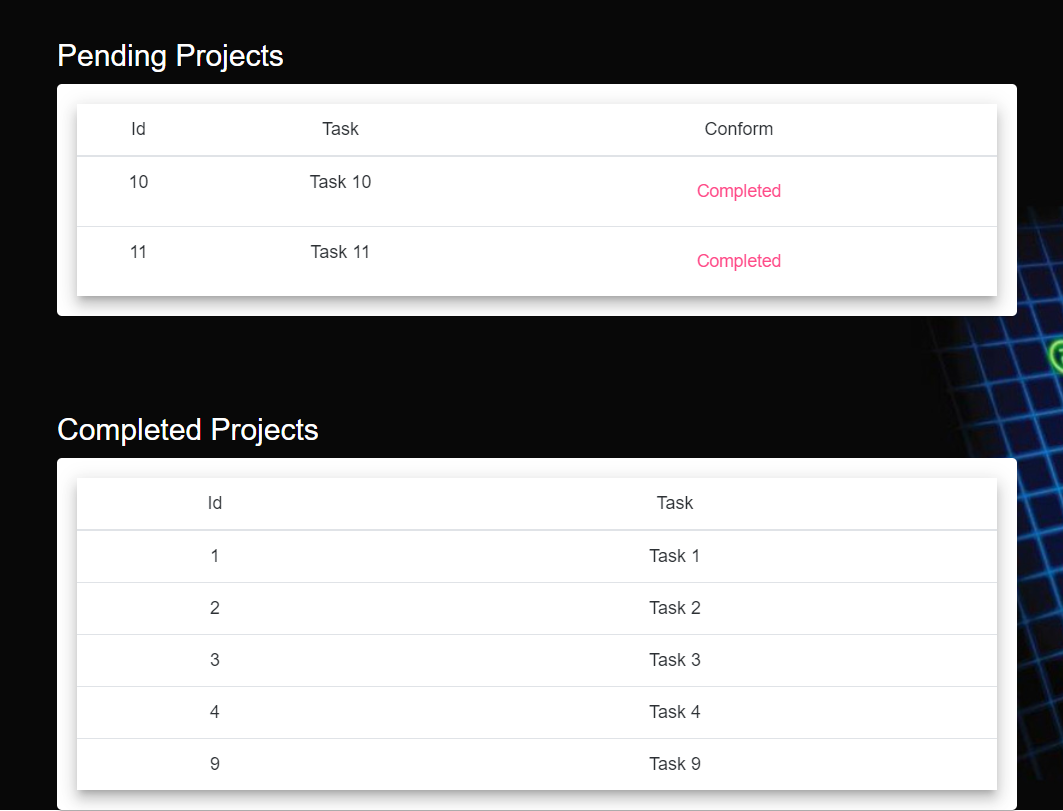 Pending Projects
Id Task Conform
10 Task 10 Completed
11 Task 11 Completed
Completed Projects
Id Task
1 Task 1
2 Task 2
3 Task 3
4 Task 4
9 Task 9